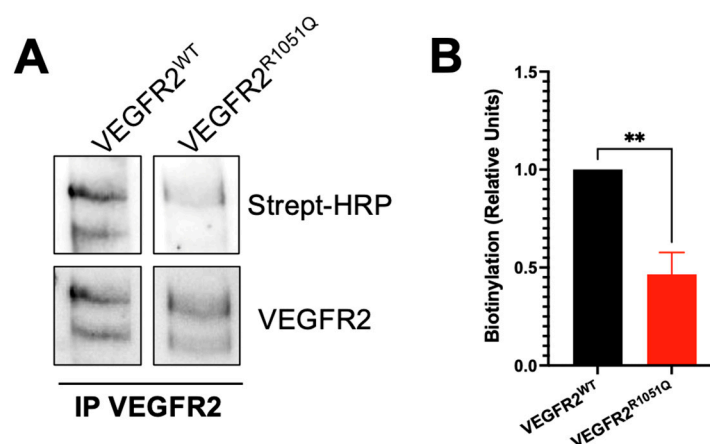 A
VEGFR2WT
VEGFR2R1051Q
Strept-HRP
VEGFR2
IP VEGFR2
B
Biotinylation (Relative Units)
1.5
1.0
0.5
0.0
**
VEGFR2WT
VEGFR2R1051Q